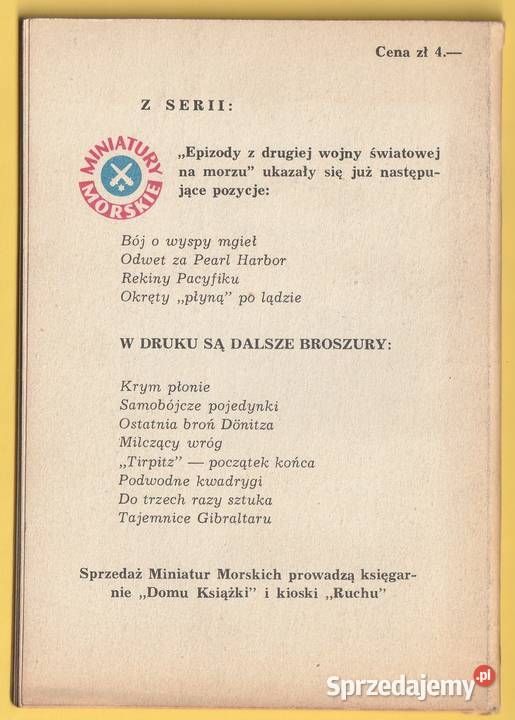 Cena zł 4.—
Z SERII:
MINIATURY
MORSKIE
„Epizody z drugiej wojny światowej
na morzu” ukazały się już następu-
jące pozycje:
Bój o wyspy mgieł
Odwet za Pearl Harbor
Rekiny Pacyfiku
Okręty „płyną” po lądzie
W DRUKU SĄ DALSZE BROSZURY:
Krym płonie
Samobójcze pojedynki
Ostatnia broń Dönitza
Milczący wróg
„Tirpitz” — początek końca
Podwodne kwadrygi
Do trzech razy sztuka
Tajemnice Gibraltaru
Sprzedaż Miniatur Morskich prowadzą księgar-
nie „Domu Książki” i kioski „Ruchu”
Sprzedajemy.pl